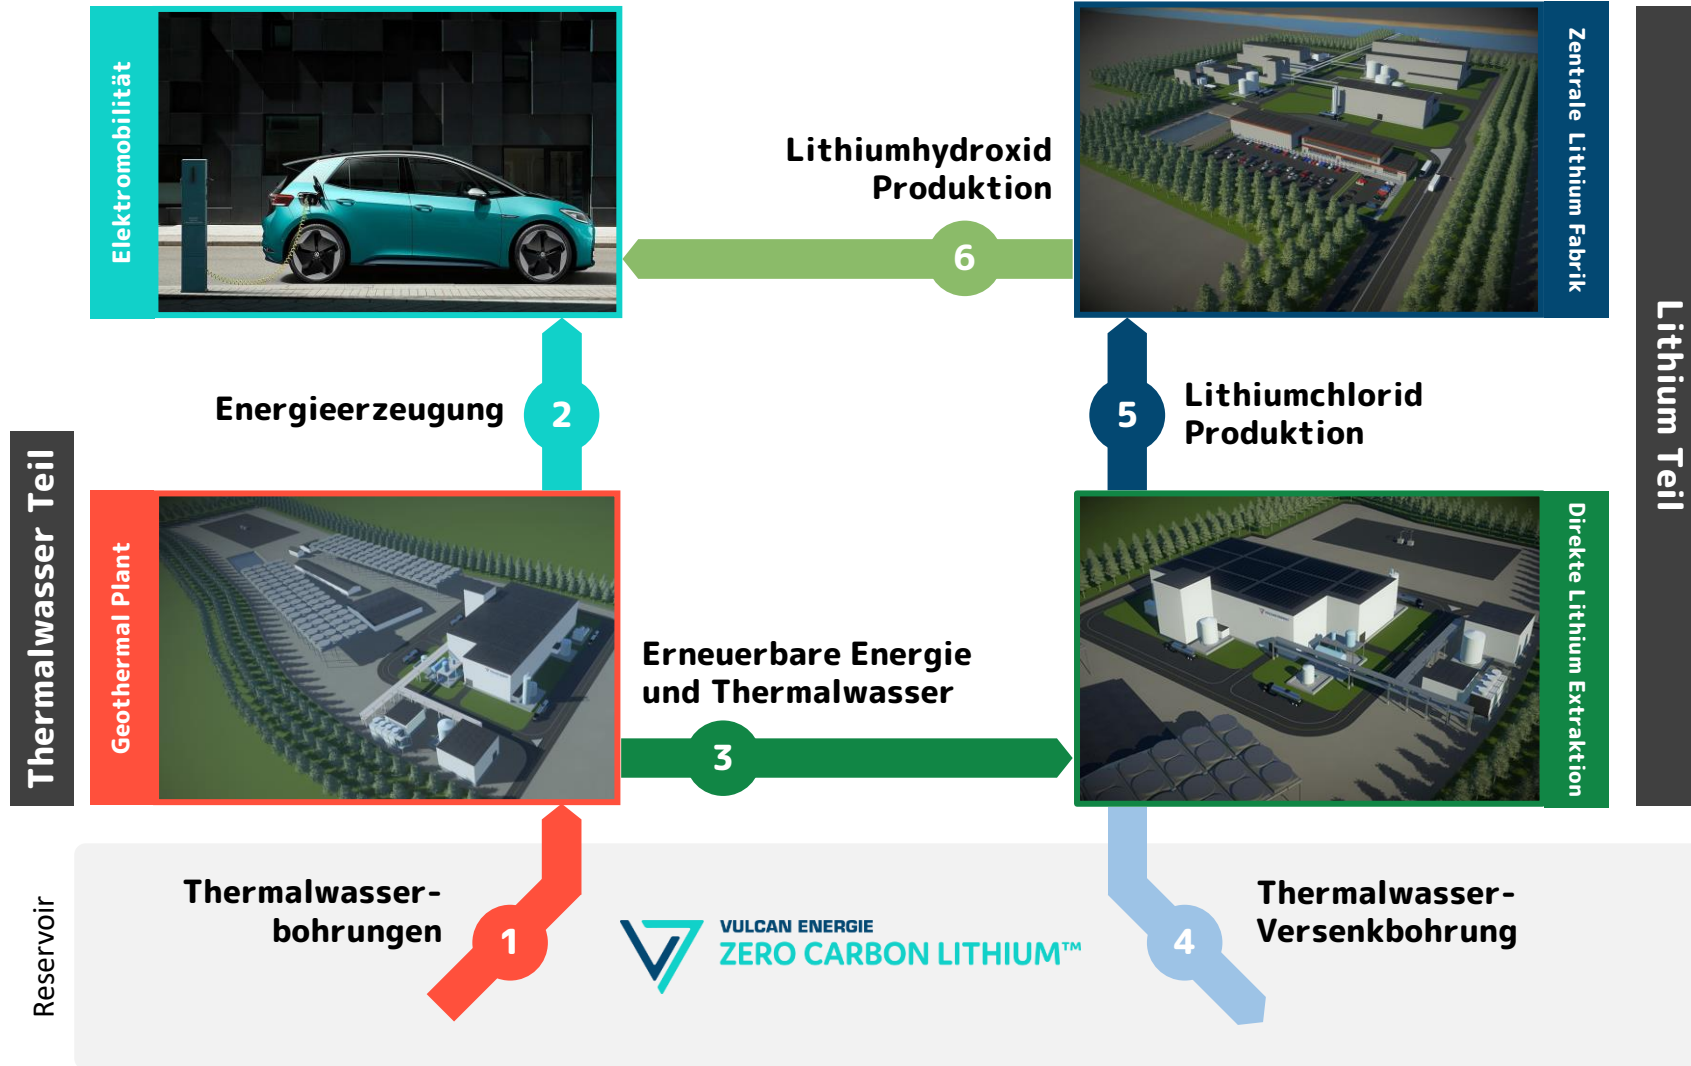 Elektromobilität
Lithiumhydroxid
Produktion
6
Zentrale Lithium Fabrik
Energieerzeugung
2
5
Lithiumchlorid
Produktion
Lithium Teil
Thermalwasser Teil
Geothermal Plant
Erneuerbare Energie
und Thermalwasser
3
Direkte Lithium Extraktion
Reservoir
Thermalwasser-
bohrungen
1
VULCAN ENERGIE
ZERO CARBON LITHIUM™
4
Thermalwasser-
Versenkbohrung